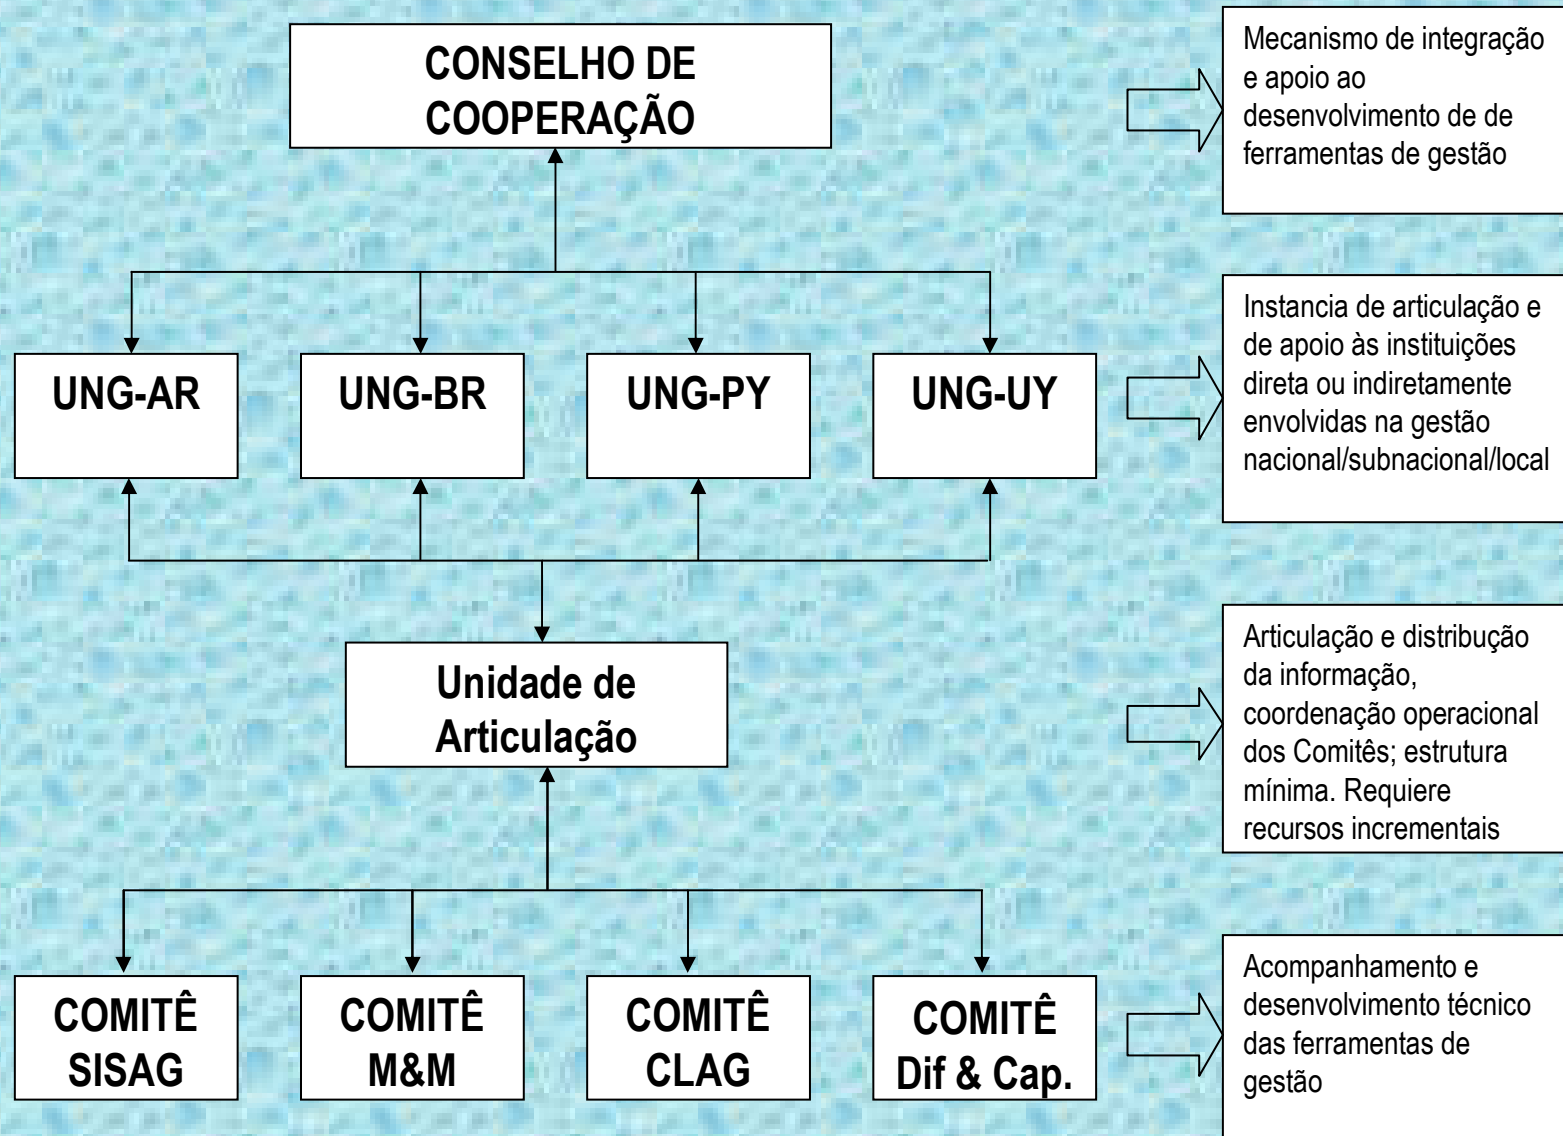 CONSELHO DE
COOPERAÇÃO
Mecanismo de integração
e apoio ao
desenvolvimento de de
ferramentas de gestão
UNG-AR
UNG-BR
UNG-PY
UNG-UY
Instancia de articulação e
de apoio às instituições
direta ou indiretamente
envolvidas na gestão
nacional/subnacional/local
Unidade de
Articulação
Articulação e distribução
da informação,
coordenação operacional
dos Comitês; estrutura
mínima. Requiere
recursos incrementais
COMITÊ
SISAG
COMITÊ
M&M
COMITÊ
CLAG
COMITÊ
Dif & Cap.
Acompanhamento e
desenvolvimento técnico
das ferramentas de
gestão